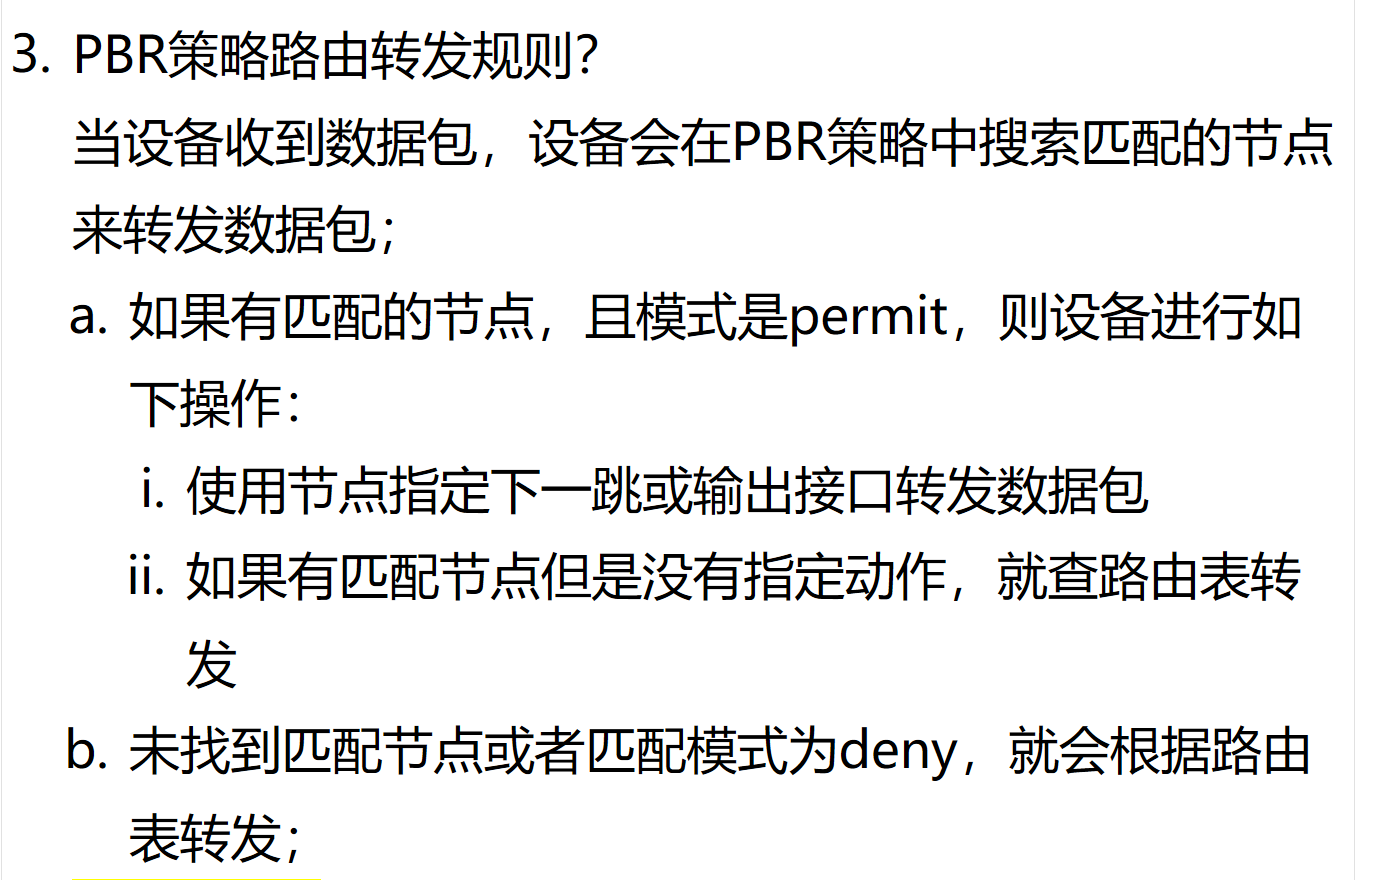 3. PBR策略路由转发规则？
当设备收到数据包，设备会在PBR策略中搜索匹配的节点
来转发数据包；
a. 如果有匹配的节点，且模式是permit，则设备进行如
下操作：
i. 使用节点指定下一跳或输出接口转发数据包
ii. 如果有匹配节点但是没有指定动作，就查路由表转
发
b. 未找到匹配节点或者匹配模式为deny，就会根据路由
表转发；